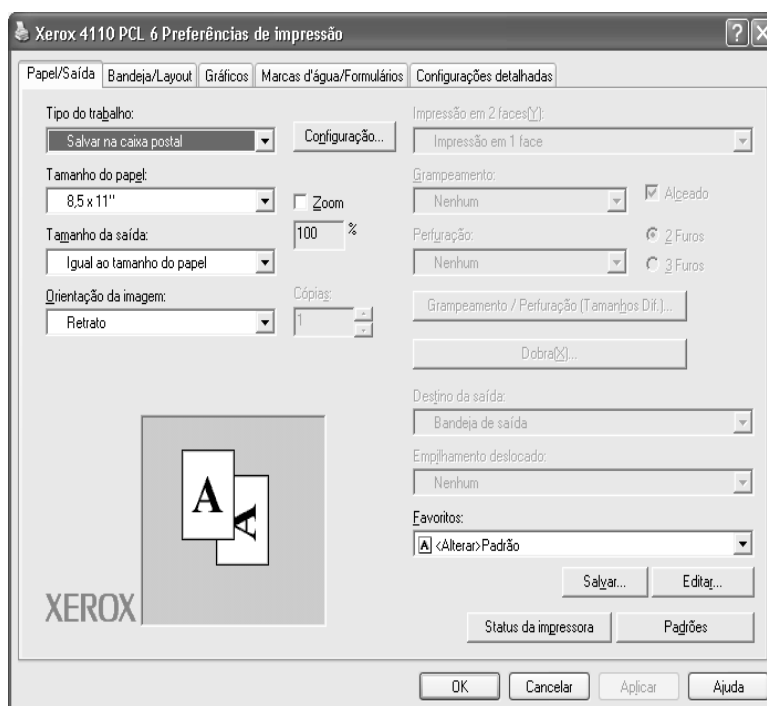 Xerox 4110 PCL 6 Preferências de impressão
Papel/Saída Bandeja/Layout Gráficos Marcas d'água/Formulários Configurações detalhadas
Tipo do trabalho:
Salvar na caixa postal
Configuração...
Tamanho do papel:
8,5 x 11"
Zoom
100 %
Tamanho da saída:
Igual ao tamanho do papel
Orientação da imagem:
Retrato
Cópias:
1
A
A
XEROX
Impressão em 2 faces(Y):
Impressão em 1 face
Grampeamento:
Nenhum
Alceado
Perfuração:
Nenhum
2 Furos
3 Furos
Grampeamento / Perfuração (Tamanhos Dif.)...
Dobra(X)...
Destino da saída:
Bandeja de saída
Empilhamento deslocado:
Nenhum
Favoritos:
A <Alterar>Padrão
Salvar... Editar...
Status da impressora Padrões
OK Cancelar Aplicar Ajuda